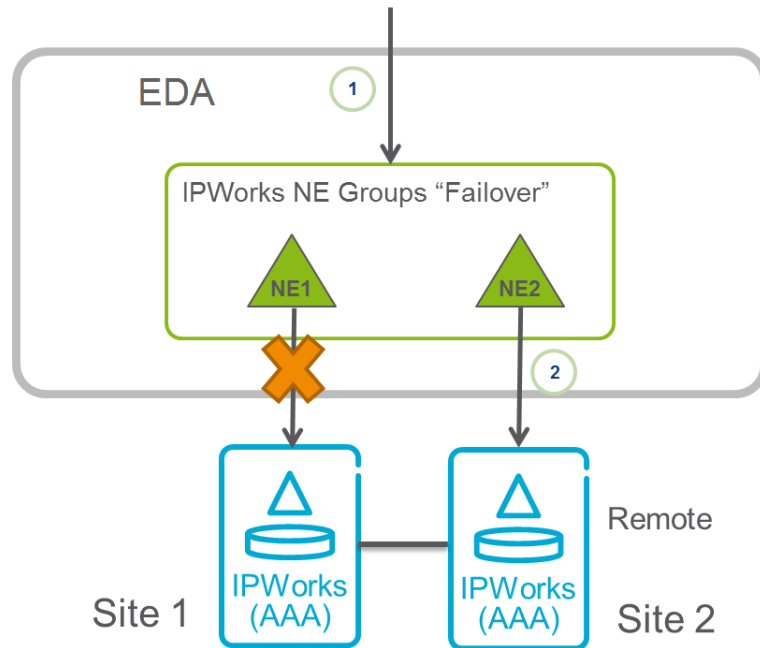 EDA
1
IPWorks NE Groups “Failover”
NE1
NE2
2
Remote
IPWorks
(AAA)
IPWorks
(AAA)
Site 1
Site 2